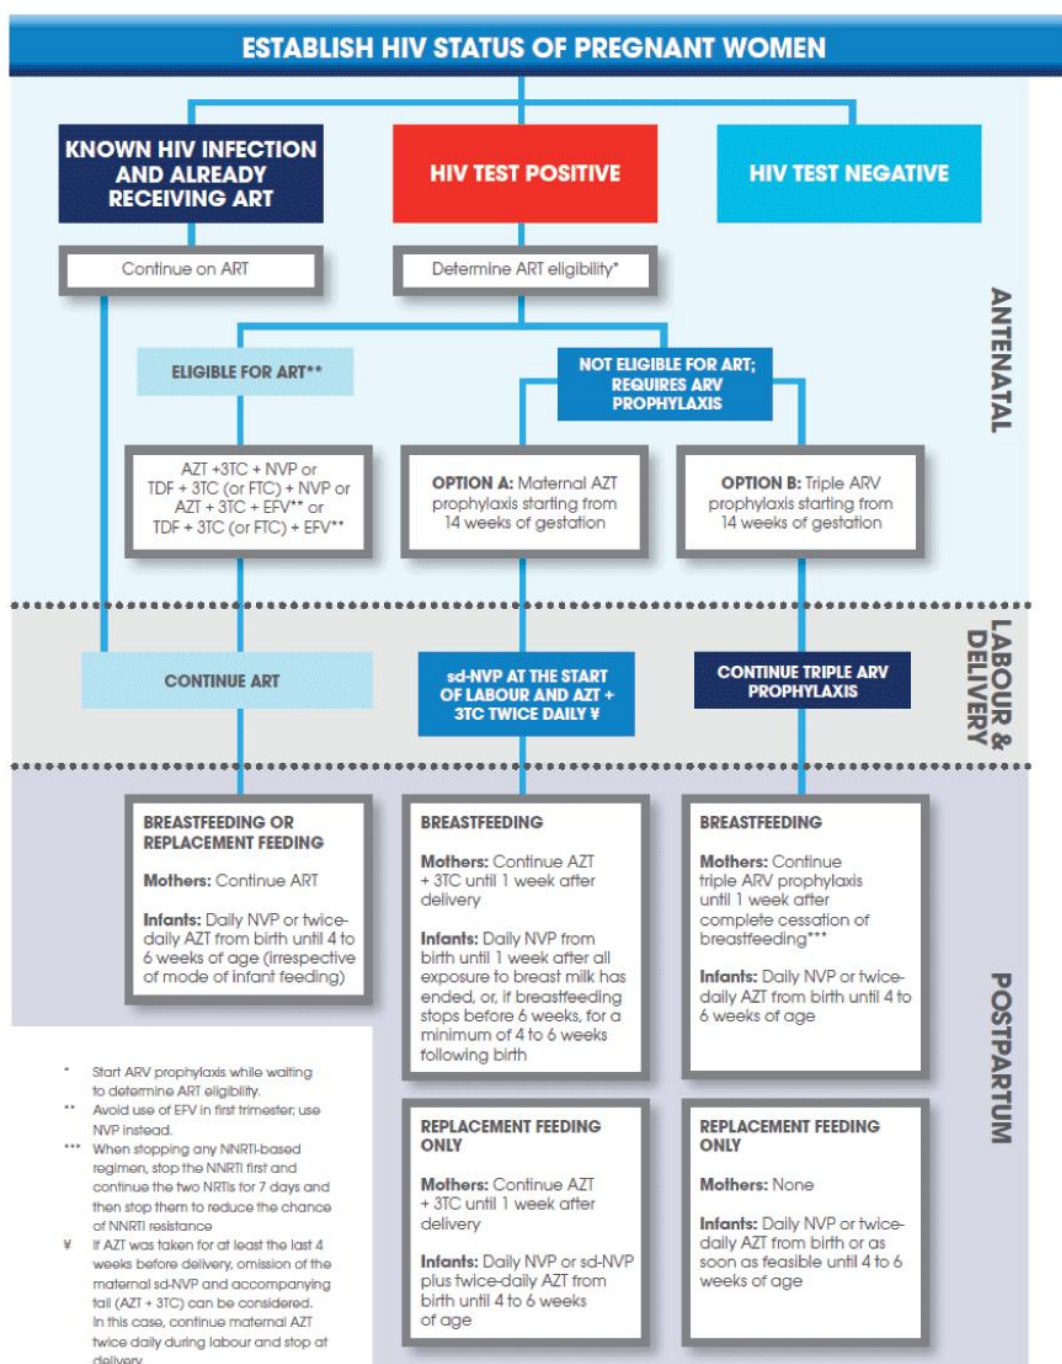 ESTABLISH HIV STATUS OF PREGNANT WOMEN
KNOWN HIV INFECTION
AND ALREADY
RECEIVING ART
HIV TEST POSITIVE
HIV TEST NEGATIVE
Continue on ART
Determine ART eligibility*
ANTENATAL
ELIGIBLE FOR ART**
NOT ELIGIBLE FOR ART;
REQUIRES ARV
PROPHYLAXIS
AZT +3TC + NVP or
TDF + 3TC (or FTC) + NVP or
AZT + 3TC + EFV** or
TDF + 3TC (or FTC) + EFV**
OPTION A: Maternal AZT
prophylaxis starting from
14 weeks of gestation
OPTION B: Triple ARV
prophylaxis starting from
14 weeks of gestation
LABOUR &
DELIVERY
CONTINUE ART
sd-NVP AT THE START
OF LABOUR AND AZT +
3TC TWICE DAILY ¥
CONTINUE TRIPLE ARV
PROPHYLAXIS
POSTPARTUM
BREASTFEEDING OR
REPLACEMENT FEEDING
Mothers: Continue ART
Infants: Daily NVP or twice-
daily AZT from birth until 4 to
6 weeks of age (irrespective
of mode of infant feeding)
BREASTFEEDING
Mothers: Continue AZT
+ 3TC until 1 week after
delivery
Infants: Daily NVP from
birth until 1 week after all
exposure to breast milk has
ended, or, if breastfeeding
stops before 6 weeks, for a
minimum of 4 to 6 weeks
following birth
BREASTFEEDING
Mothers: Continue
triple ARV prophylaxis
until 1 week after
complete cessation of
breastfeeding***
Infants: Daily NVP or twice-
daily AZT from birth until 4 to
6 weeks of age
REPLACEMENT FEEDING
ONLY
Mothers: Continue AZT
+ 3TC until 1 week after
delivery
Infants: Daily NVP or sd-NVP
plus twice-daily AZT from
birth until 4 to 6 weeks
of age
REPLACEMENT FEEDING
ONLY
Mothers: None
Infants: Daily NVP or twice-
daily AZT from birth or as
soon as feasible until 4 to 6
weeks of age
* Start ARV prophylaxis while waiting
to determine ART eligibility.
** Avoid use of EFV in first trimester; use
NVP instead.
*** When stopping any NNRTI-based
regimen, stop the NNRTI first and
continue the two NRTIs for 7 days and
then stop them to reduce the chance
of NNRTI resistance
¥ If AZT was taken for at least the last 4
weeks before delivery, omission of the
maternal sd-NVP and accompanying
tail (AZT + 3TC) can be considered.
In this case, continue maternal AZT
twice daily during labour and stop at
delivery